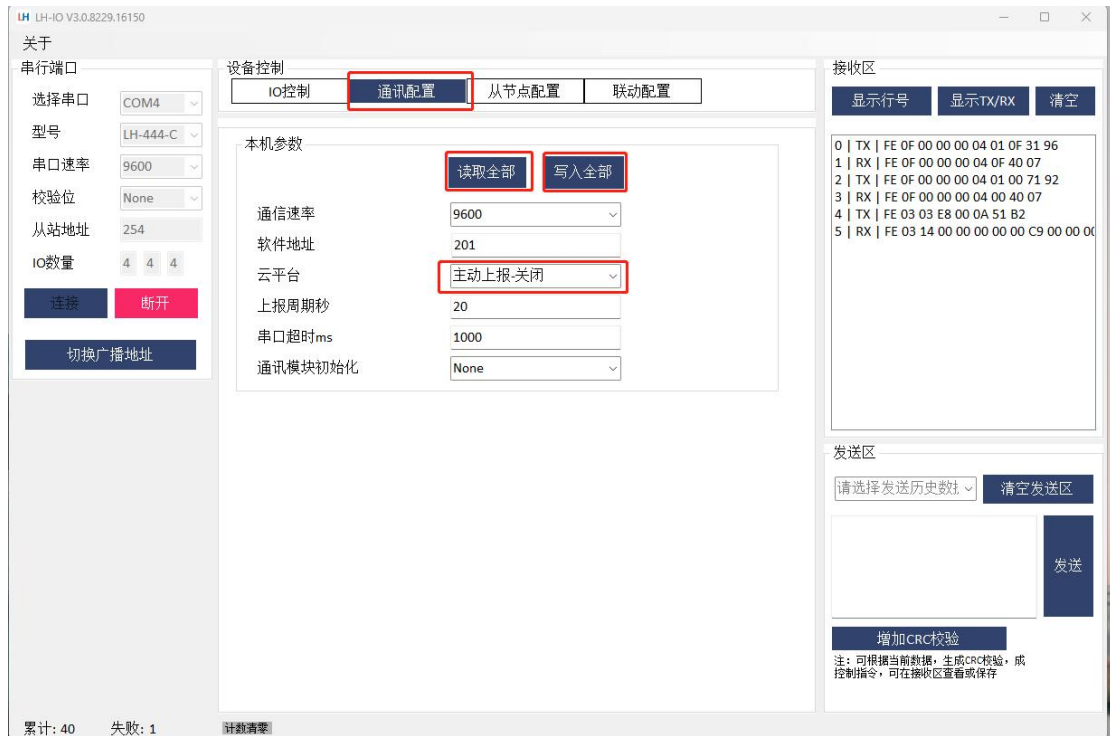 LH LH-IO V3.0.8229.16150
关于
串行端口
选择串口 COM4
型号 LH-444-C
串口速率 9600
校验位 None
从站地址 254
IO数量 4 4 4
连接 断开
切换广播地址
设备控制
IO控制 通讯配置 从节点配置 联动配置
本机参数
读取全部 写入全部
通信速率 9600
软件地址 201
云平台 主动上报-关闭
上报周期秒 20
串口超时ms 1000
通讯模块初始化 None
接收区
显示行号 显示TX/RX 清空
0 | TX | FE 0F 00 00 00 04 01 0F 31 96
1 | RX | FE 0F 00 00 00 04 0F 40 07
2 | TX | FE 0F 00 00 00 04 01 00 71 92
3 | RX | FE 0F 00 00 00 04 00 40 07
4 | TX | FE 03 03 E8 00 0A 51 B2
5 | RX | FE 03 14 00 00 00 00 00 C9 00 00 0(
发送区
请选择发送历史数 清空发送区
发送
增加CRC校验
注：可根据当前数据，生成CRC校验，成
控制指令，可在接收区查看或保存
累计: 40 失败: 1 计数清零